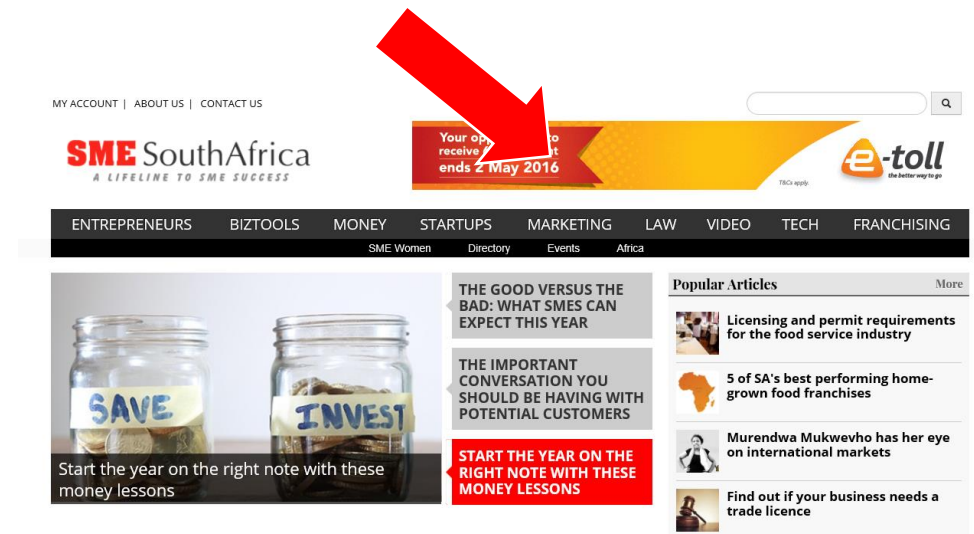 MY ACCOUNT | ABOUT US | CONTACT US
SME SouthAfrica
A LIFELINE TO SME SUCCESS
Your to
receive
ends 2 May 2016
T&Cs apply.
e-toll
the better way to go
ENTREPRENEURS BIZTOOLS MONEY STARTUPS MARKETING LAW VIDEO TECH FRANCHISING
SME Women Directory Events Africa
SAVE
INVEST
Start the year on the right note with these
money lessons
THE GOOD VERSUS THE
BAD: WHAT SMES CAN
EXPECT THIS YEAR
THE IMPORTANT
CONVERSATION YOU
SHOULD BE HAVING WITH
POTENTIAL CUSTOMERS
START THE YEAR ON THE
RIGHT NOTE WITH THESE
MONEY LESSONS
Popular Articles More
Licensing and permit requirements
for the food service industry
5 of SA's best performing home-
grown food franchises
Murendwa Mukwevho has her eye
on international markets
Find out if your business needs a
trade licence